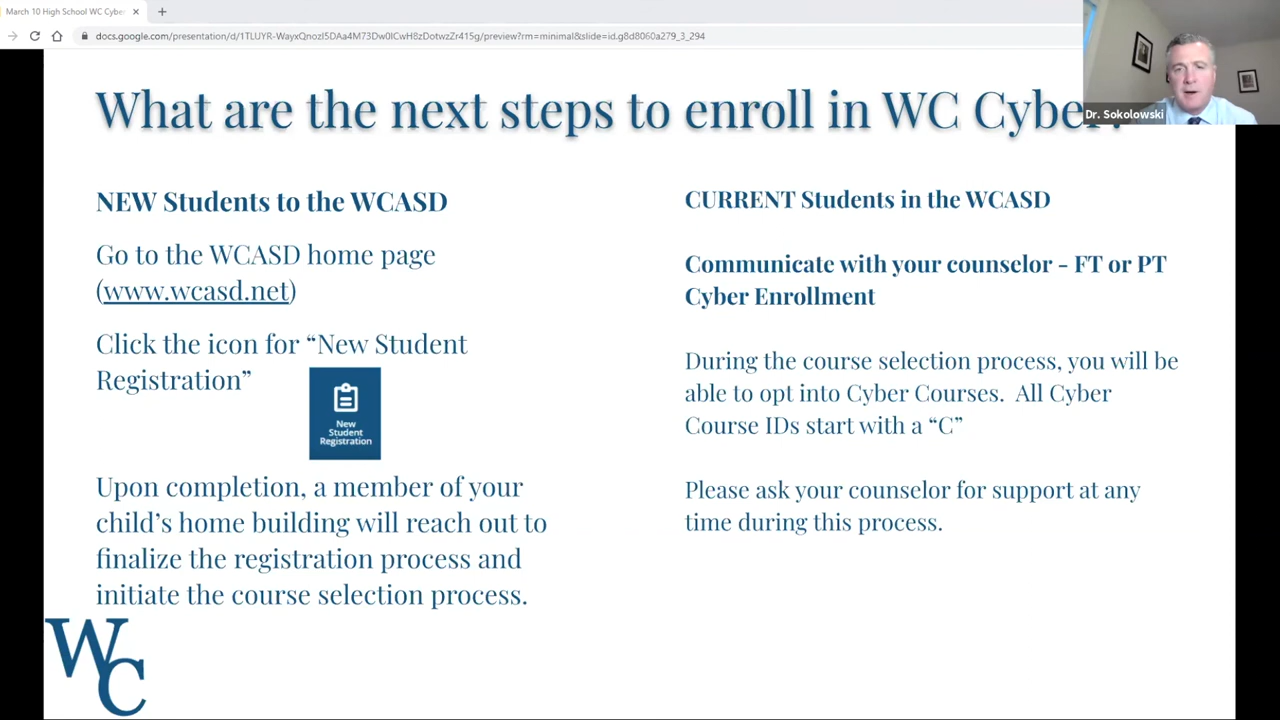 March 10 High School WC Cyber
docs.google.com/presentation/d/1TLUYR-WayxQnozI5DAa4M73Dw0lCwH8zDotwzZr415g/preview?rm=minimal&slide=id.g8d8060a279_3_294
Dr. Sokolowski
What are the next steps to enroll in WC Cyber?
NEW Students to the WCASD
Go to the WCASD home page
(www.wcasd.net)
Click the icon for “New Student
Registration”
New
Student
Registration
Upon completion, a member of your
child’s home building will reach out to
finalize the registration process and
initiate the course selection process.
CURRENT Students in the WCASD
Communicate with your counselor - FT or PT
Cyber Enrollment
During the course selection process, you will be
able to opt into Cyber Courses. All Cyber
Course IDs start with a “C”
Please ask your counselor for support at any
time during this process.
WC